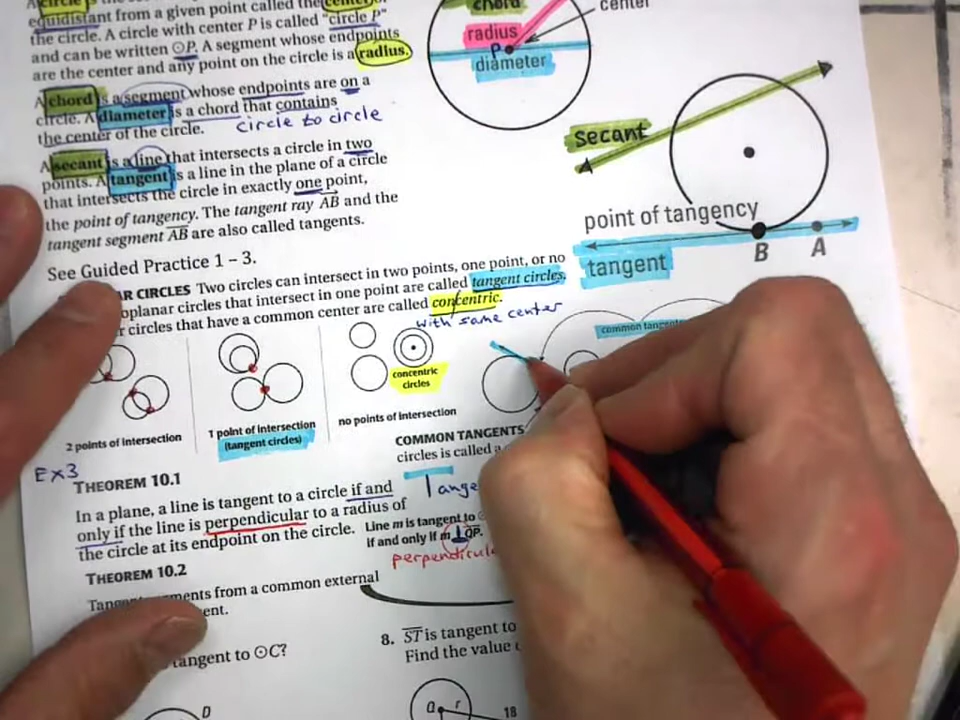 A circle is
equidistant from a given point called the center
the circle. A circle with center P is called "circle P"
and can be written ⊙P. A segment whose endpoints
are the center and any point on the circle is a radius.
A chord is a segment whose endpoints are on a
circle. A diameter is a chord that contains
the center of the circle.
circle to circle
A secant is a line that intersects a circle in two
points. A tangent is a line in the plane of a circle
that intersects the circle in exactly one point,
the point of tangency. The tangent ray AB and the
tangent segment AB are also called tangents.
chord
center
radius
P
diameter
secant
point of tangency
B
A
tangent
See Guided Practice 1 – 3.
AR CIRCLES Two circles can intersect in two points, one point, or no
oplanar circles that intersect in one point are called tangent circles.
r circles that have a common center are called concentric.
with same center
concentric
circles
common tangents
2 points of intersection
1 point of intersection
(tangent circles)
no points of intersection
COMMON TANGENTS
circles is called a
Tange
Ex3
THEOREM 10.1
In a plane, a line is tangent to a circle if and
only if the line is perpendicular to a radius of
the circle at its endpoint on the circle.
Line m is tangent to
if and only if m ⊥ QP.
perpendicul
THEOREM 10.2
Tangent ments from a common external
ent.
tangent to ⊙C?
8. ST is tangent to
Find the value
D
Q
r
18